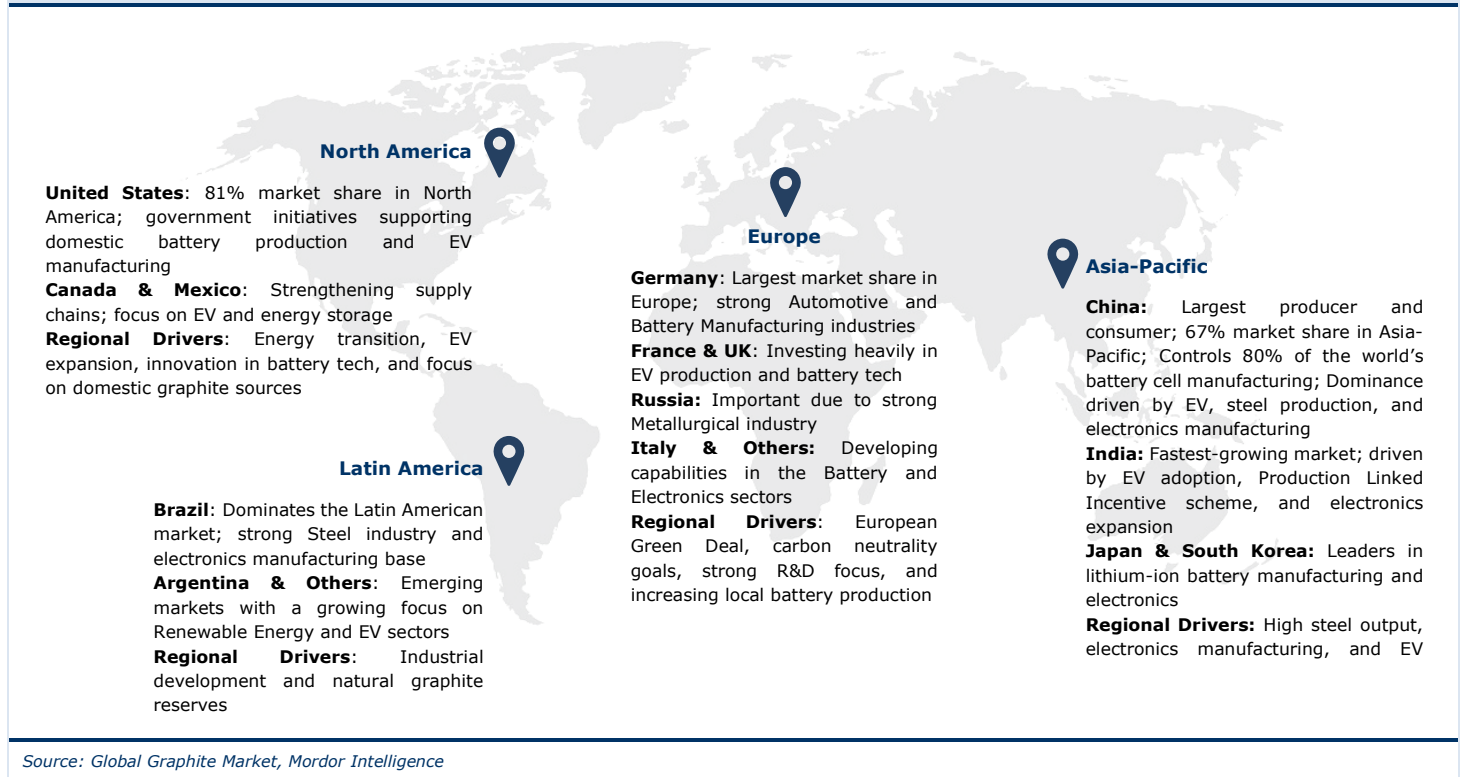 North America
United States: 81% market share in North
America; government initiatives supporting
domestic battery production and EV
manufacturing
Canada & Mexico: Strengthening supply
chains; focus on EV and energy storage
Regional Drivers: Energy transition, EV
expansion, innovation in battery tech, and focus
on domestic graphite sources
Latin America
Brazil: Dominates the Latin American
market; strong Steel industry and
electronics manufacturing base
Argentina & Others: Emerging
markets with a growing focus on
Renewable Energy and EV sectors
Regional Drivers: Industrial
development and natural graphite
reserves
Europe
Germany: Largest market share in
Europe; strong Automotive and
Battery Manufacturing industries
France & UK: Investing heavily in
EV production and battery tech
Russia: Important due to strong
Metallurgical industry
Italy & Others: Developing
capabilities in the Battery and
Electronics sectors
Regional Drivers: European
Green Deal, carbon neutrality
goals, strong R&D focus, and
increasing local battery production
Asia-Pacific
China: Largest producer and
consumer; 67% market share in Asia-
Pacific; Controls 80% of the world's
battery cell manufacturing; Dominance
driven by EV, steel production, and
electronics manufacturing
India: Fastest-growing market; driven
by EV adoption, Production Linked
Incentive scheme, and electronics
expansion
Japan & South Korea: Leaders in
lithium-ion battery manufacturing and
electronics
Regional Drivers: High steel output,
electronics manufacturing, and EV
Source: Global Graphite Market, Mordor Intelligence